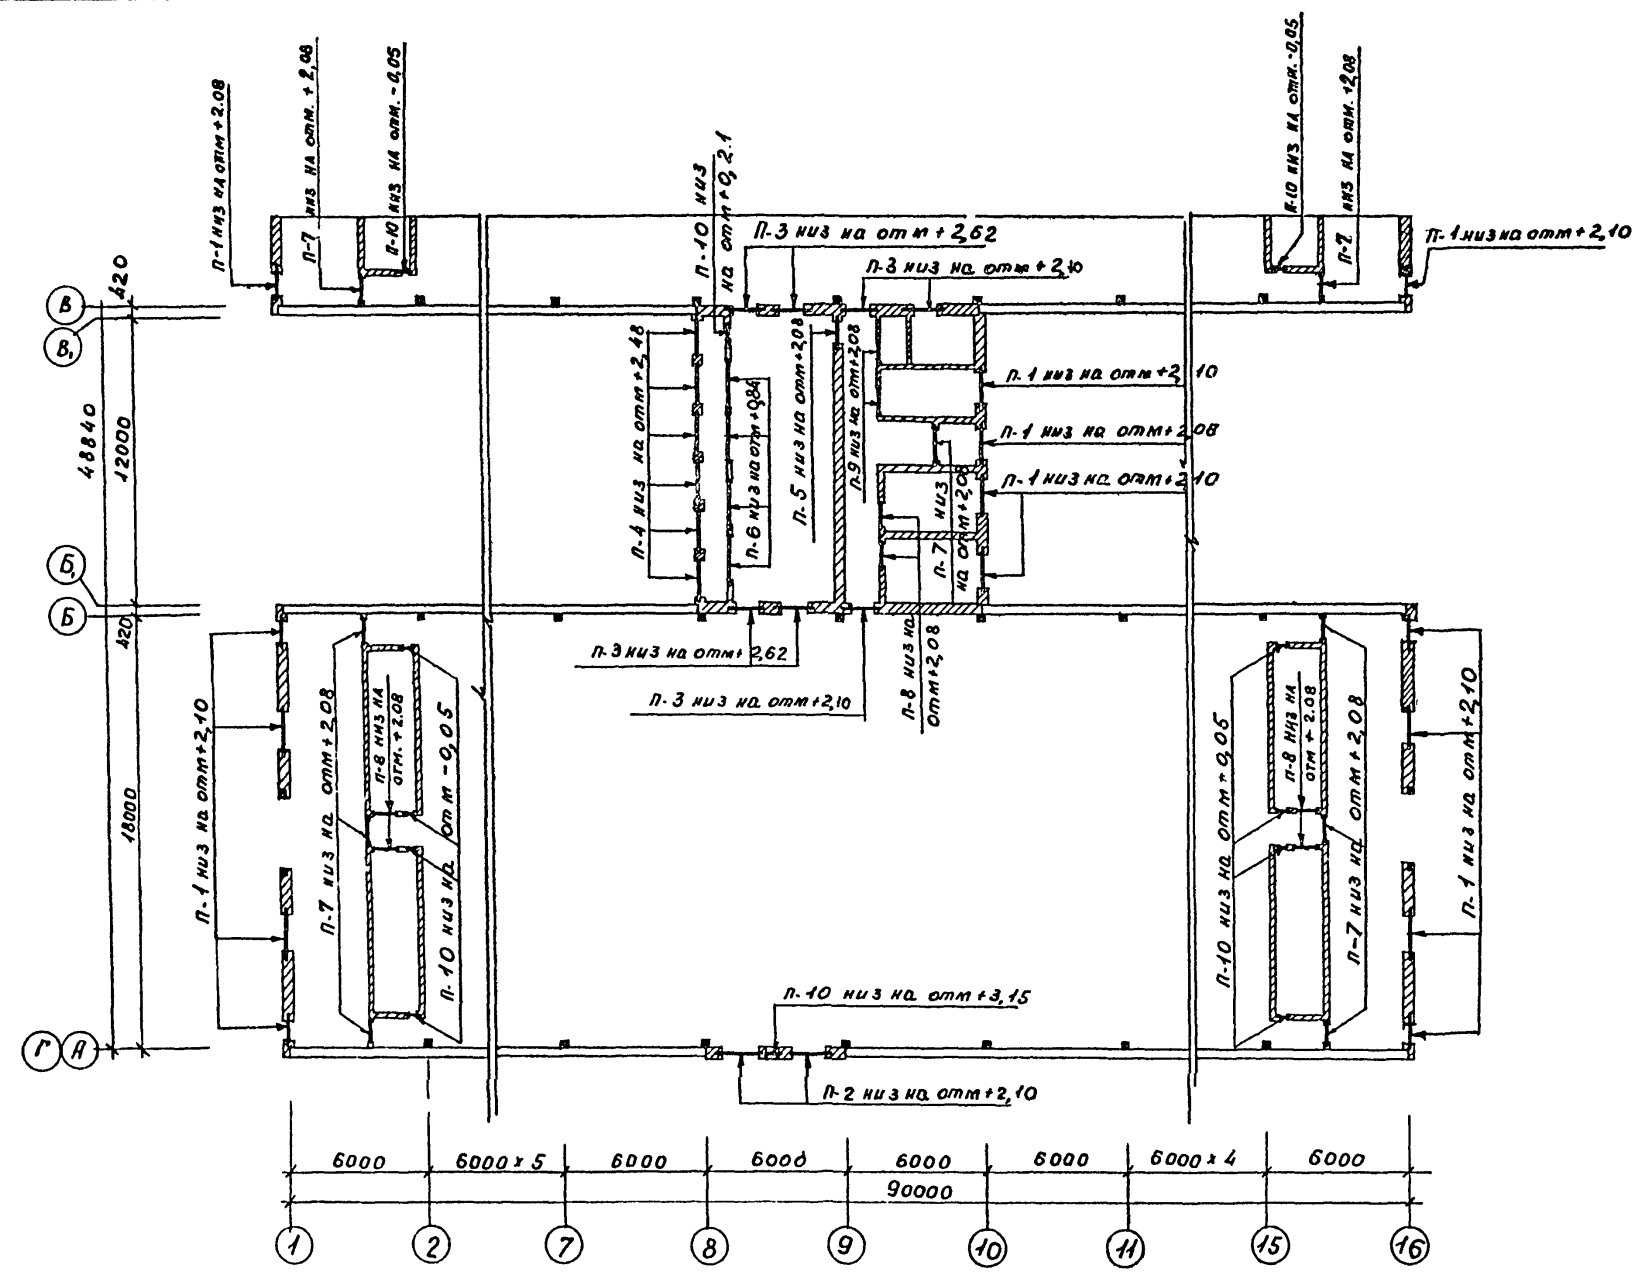 П-1 низ на отм+2.08
П-7 низ на отм. + 2,08
П-10 низ на отм. - 0,05
П-10 низ
на отм+0,2.1
П-3 низ на отм + 2,62
П-3 низ на отм+2,10
П-10 низ на отм.-0,05
П-7 низ на отм +2,08
П-1 низ на отм+2,10
420
В
В₁
48840
12000
П-4 низ на отм+2,48
П-6 низ на отм+0,84
П-5 низ на отм+2,08
П-9 низ на отм+2,08
П-1 низ на отм+2,10
П-1 низ на отм+2,08
П-1 низ на отм+2,10
П-7 низ
на отм+2,08
Б₁
Б
420
П-3 низ на отм+2,62
П-3 низ на отм+2,10
П-8 низ на
отм+2,08
18000
П-1 низ на отм+2,10
П-7 низ на отм+2,08
П-8 низ на
отм.+2.08
П-10 низ на отм-0,05
П-10 низ на отм-0,05
П-8 низ на
отм + 2.08
П-7 низ на отм+2,08
П-1 низ на отм+2,10
П-10 низ на отм+3,15
Г А
П-2 низ на отм+2,10
6000 6000 х 5 6000 6000 6000 6000 6000 х 4 6000
90000
1 2 7 8 9 10 11 15 16